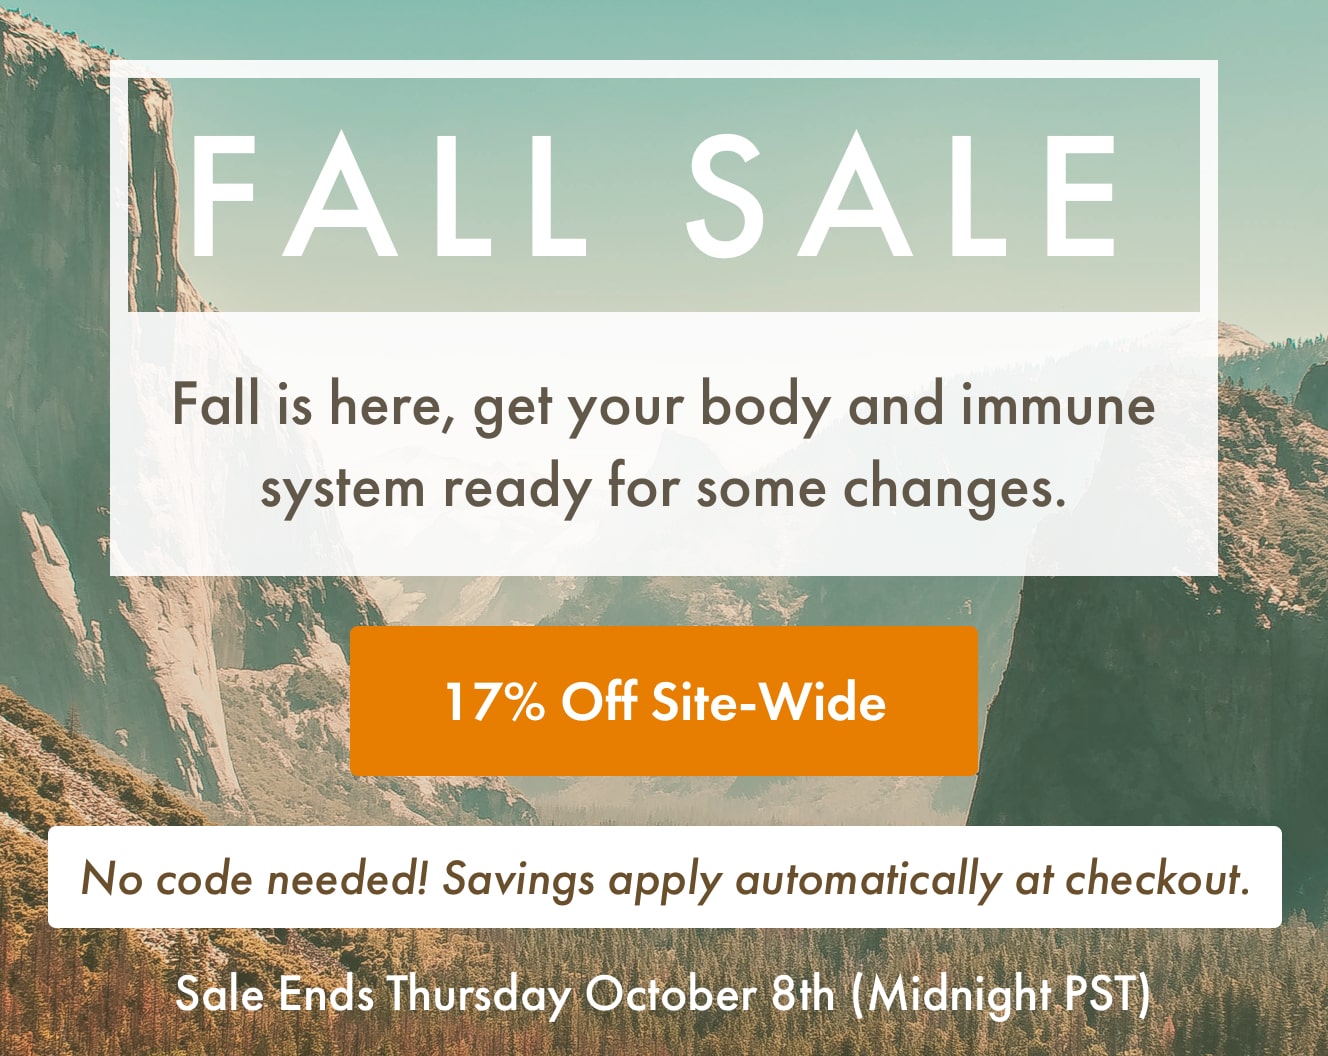 FALL SALE
Fall is here, get your body and immune
system ready for some changes.
17% Off Site-Wide
No code needed! Savings apply automatically at checkout.
Sale Ends Thursday October 8th (Midnight PST)